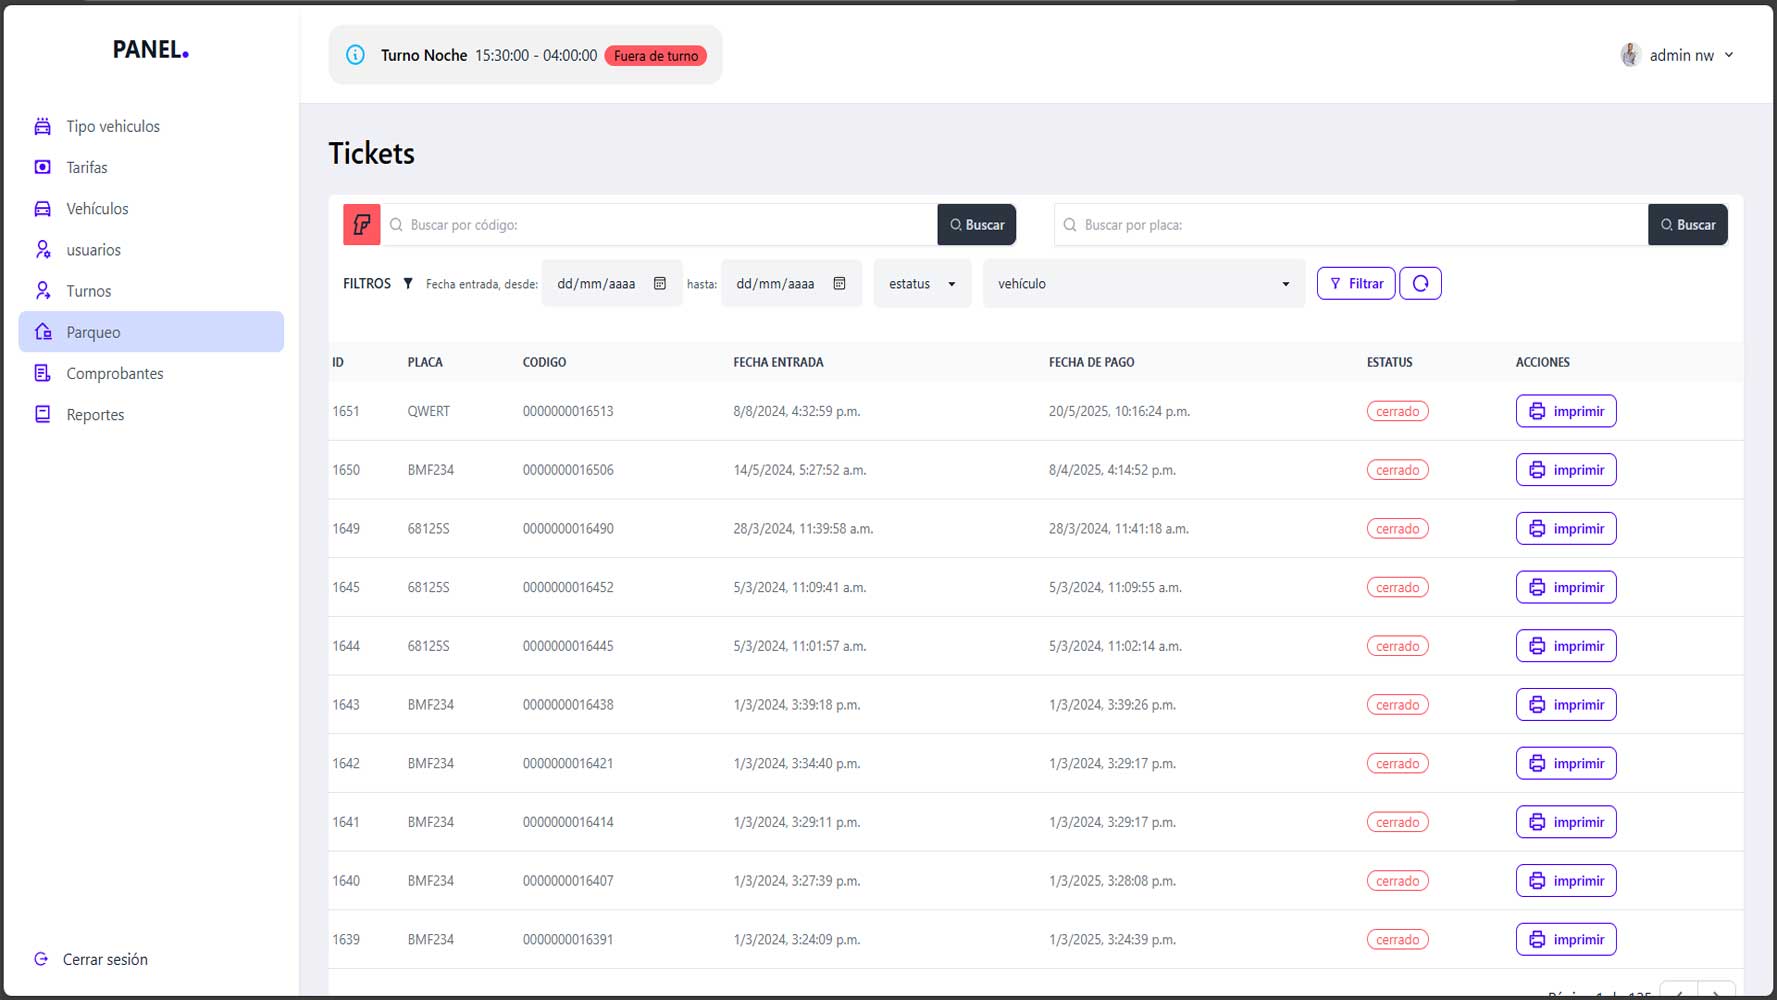 PANEL.
Turno Noche 15:30:00 - 04:00:00 Fuera de turno
admin nw
Tipo vehiculos
Tarifas
Vehículos
usuarios
Turnos
Parqueo
Comprobantes
Reportes
Cerrar sesión
Tickets
Buscar por código: Buscar
Buscar por placa: Buscar
FILTROS Fecha entrada, desde: dd/mm/aaaa hasta: dd/mm/aaaa estatus vehículo Filtrar
ID PLACA CODIGO FECHA ENTRADA FECHA DE PAGO ESTATUS ACCIONES
1651 QWERT 0000000016513 8/8/2024, 4:32:59 p.m. 20/5/2025, 10:16:24 p.m. cerrado imprimir
1650 BMF234 0000000016506 14/5/2024, 5:27:52 a.m. 8/4/2025, 4:14:52 p.m. cerrado imprimir
1649 68125S 0000000016490 28/3/2024, 11:39:58 a.m. 28/3/2024, 11:41:18 a.m. cerrado imprimir
1645 68125S 0000000016452 5/3/2024, 11:09:41 a.m. 5/3/2024, 11:09:55 a.m. cerrado imprimir
1644 68125S 0000000016445 5/3/2024, 11:01:57 a.m. 5/3/2024, 11:02:14 a.m. cerrado imprimir
1643 BMF234 0000000016438 1/3/2024, 3:39:18 p.m. 1/3/2024, 3:39:26 p.m. cerrado imprimir
1642 BMF234 0000000016421 1/3/2024, 3:34:40 p.m. 1/3/2024, 3:29:17 p.m. cerrado imprimir
1641 BMF234 0000000016414 1/3/2024, 3:29:11 p.m. 1/3/2024, 3:29:17 p.m. cerrado imprimir
1640 BMF234 0000000016407 1/3/2024, 3:27:39 p.m. 1/3/2025, 3:28:08 p.m. cerrado imprimir
1639 BMF234 0000000016391 1/3/2024, 3:24:09 p.m. 1/3/2025, 3:24:39 p.m. cerrado imprimir